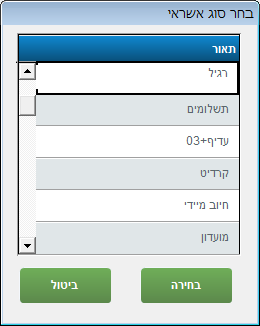 בחר סוג אשראי
תאור
רגיל
תשלומים
עדיף+03
קרדיט
חיוב מיידי
מועדון
בחירה
ביטול